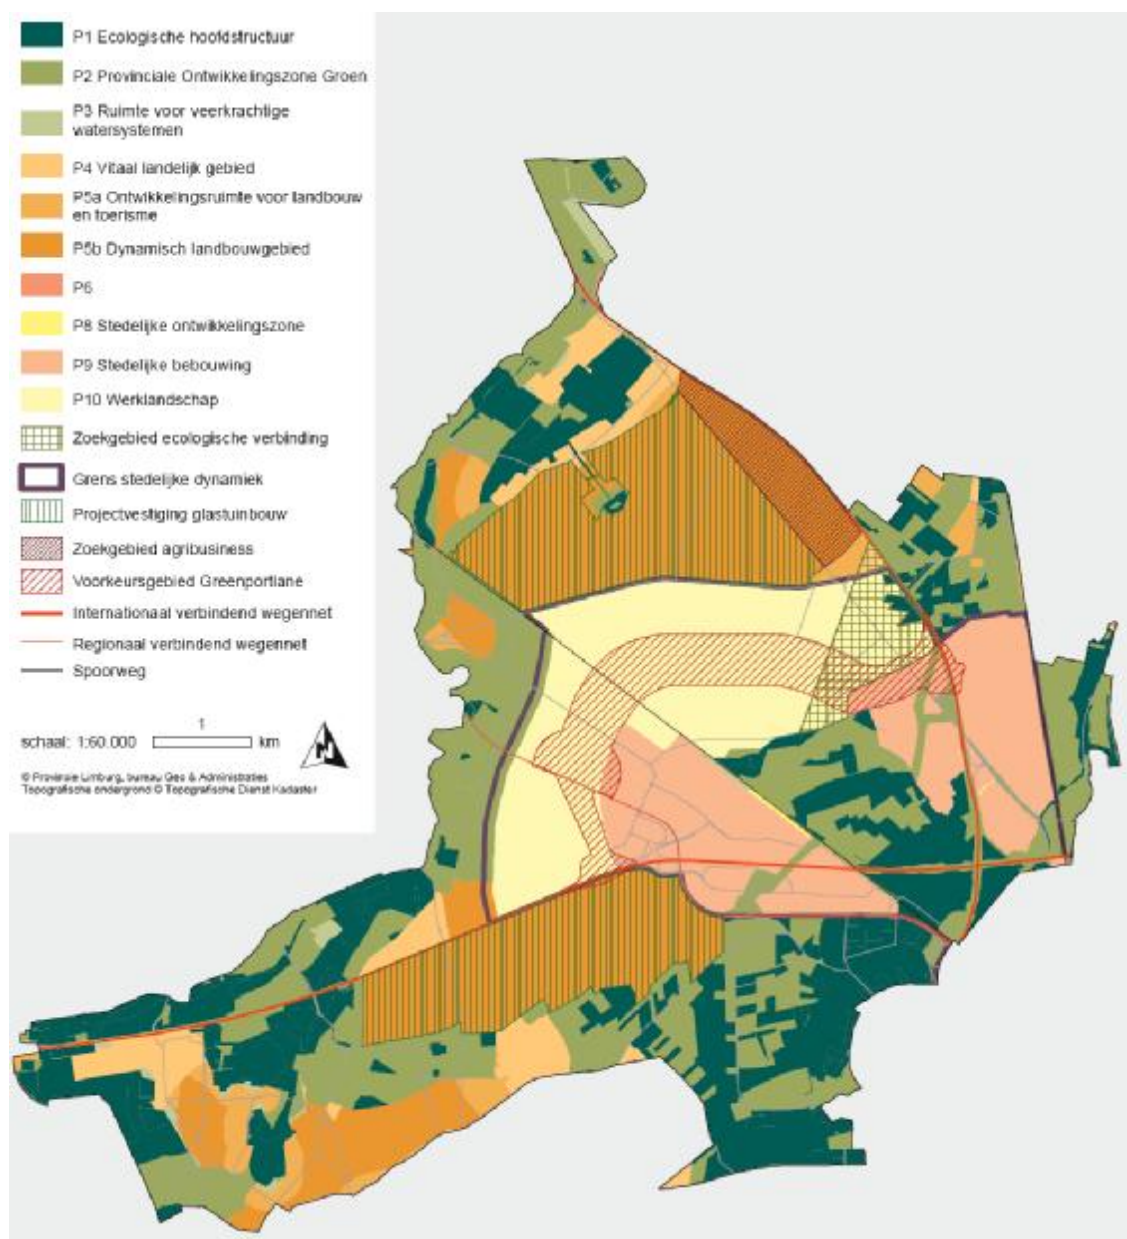 P1 Ecologische hoofdstructuur
P2 Provinciale Ontwikkelingszone Groen
P3 Ruimte voor veerkrachtige
watersystemen
P4 Vitaal landelijk gebied
P5a Ontwikkelingsruimte voor landbouw
en toerisme
P5b Dynamisch landbouwgebied
P6
P8 Stedelijke ontwikkelingszone
P9 Stedelijke bebouwing
P10 Werklandschap
Zoekgebied ecologische verbinding
Grens stedelijke dynamiek
Projectvestiging glastuinbouw
Zoekgebied agribusiness
Voorkeursgebied Greenportlane
Internationaal verbindend wegennet
Regionaal verbindend wegennet
Spoorweg
1
schaal: 1:60.000 km
N
© Provincie Limburg, bureau Geo & Administraties
Topografische ondergrond © Topografische Dienst Kadaster